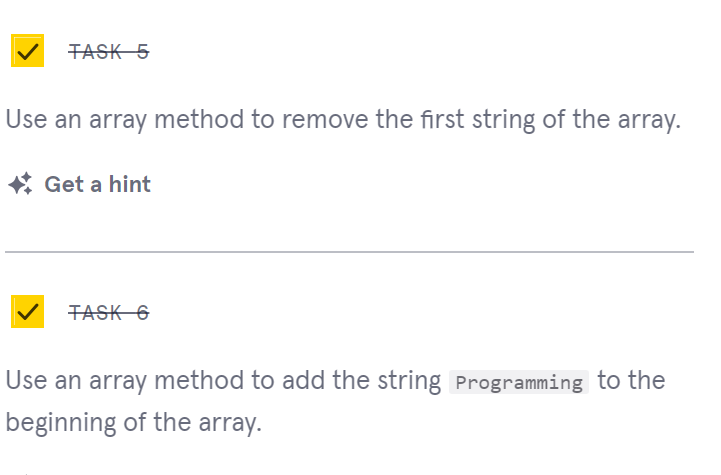 TASK 5
Use an array method to remove the first string of the array.
Get a hint
TASK 6
Use an array method to add the string Programming to the
beginning of the array.